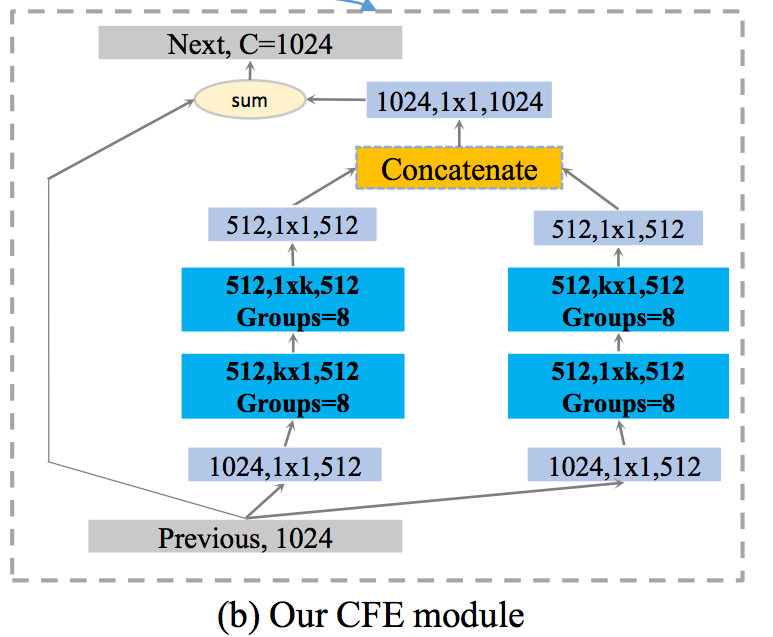 Next, C=1024
sum
1024,1x1,1024
Concatenate
512,1x1,512
512,1x1,512
512,1xk,512
Groups=8
512,kx1,512
Groups=8
512,kx1,512
Groups=8
512,1xk,512
Groups=8
1024,1x1,512
1024,1x1,512
Previous, 1024
(b) Our CFE module